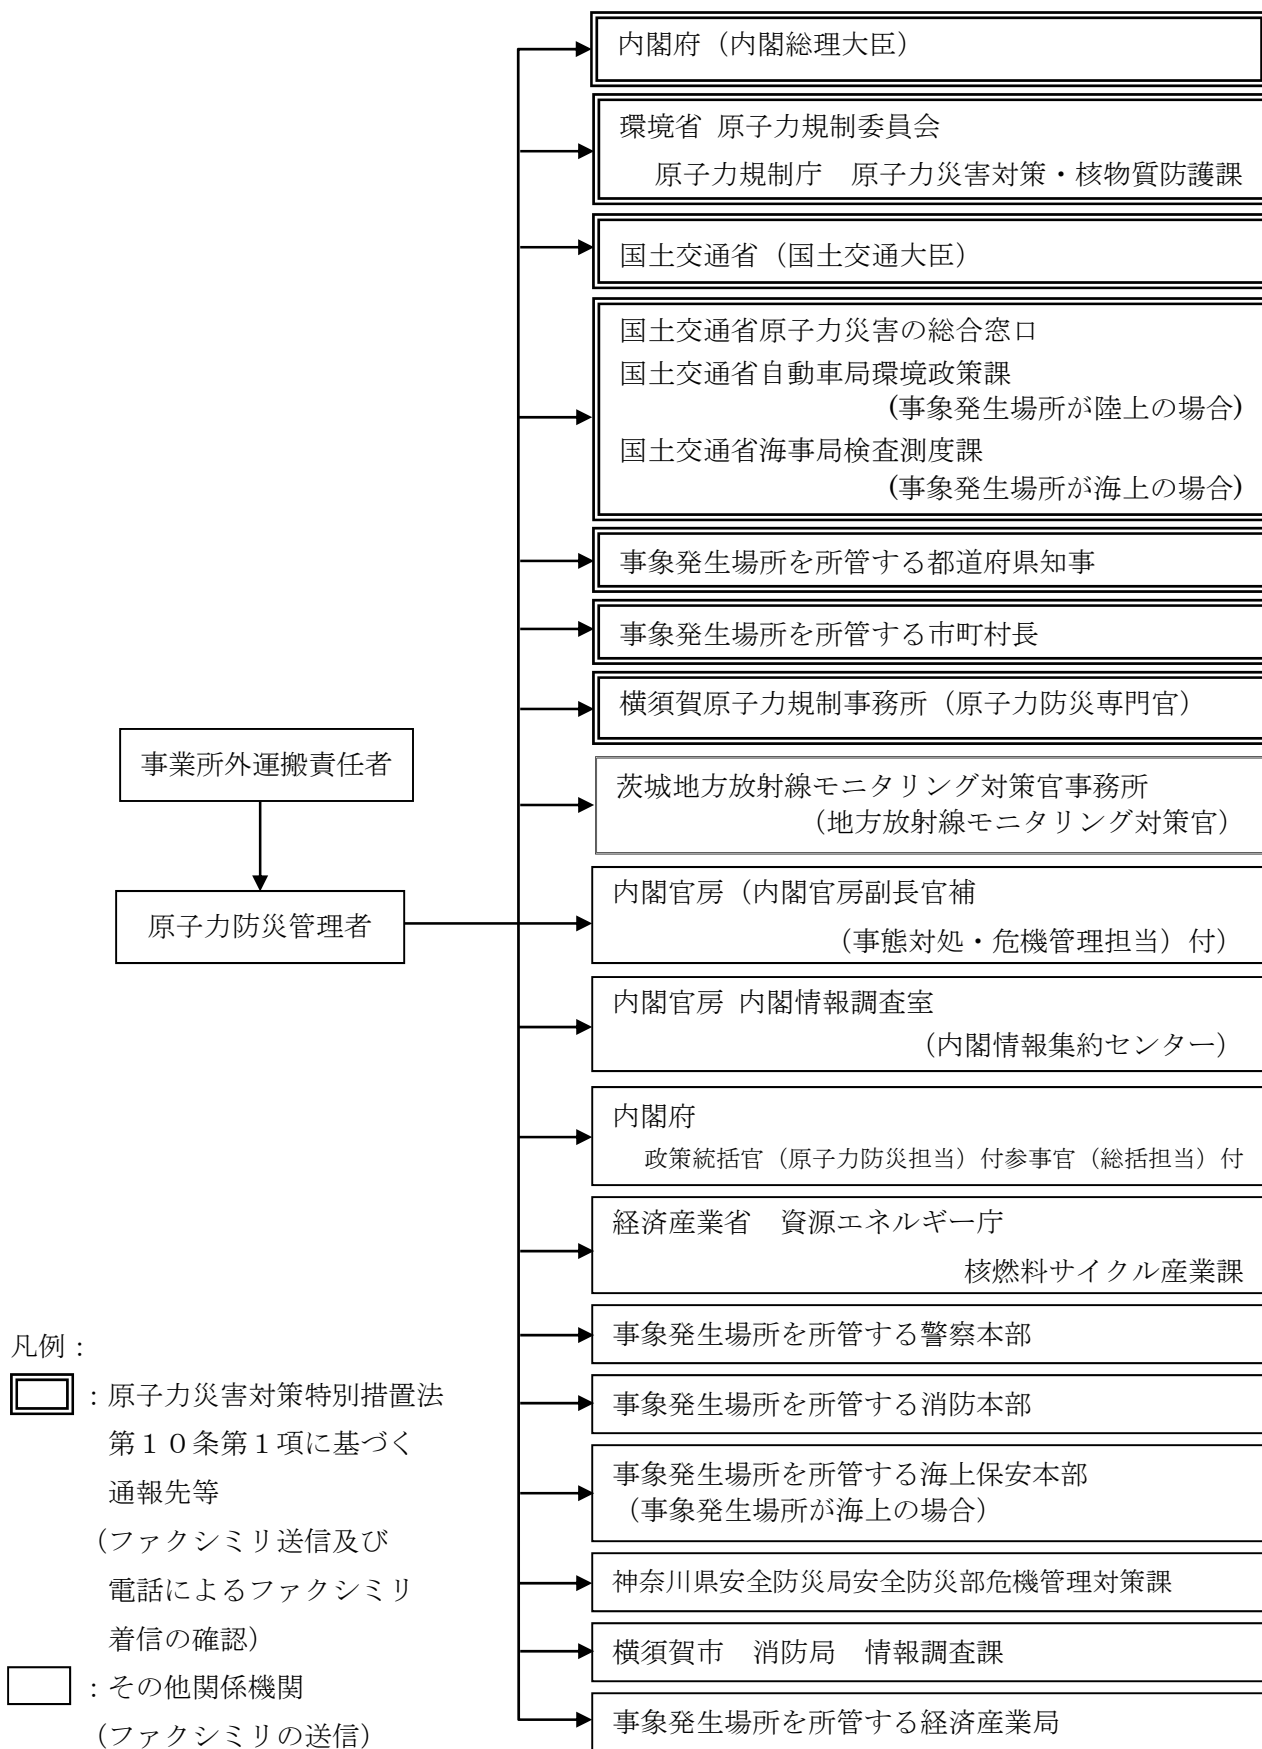 内閣府（内閣総理大臣）
環境省 原子力規制委員会
原子力規制庁　原子力災害対策・核物質防護課
国土交通省（国土交通大臣）
国土交通省原子力災害の総合窓口
国土交通省自動車局環境政策課
(事象発生場所が陸上の場合)
国土交通省海事局検査測度課
(事象発生場所が海上の場合)
事象発生場所を所管する都道府県知事
事象発生場所を所管する市町村長
横須賀原子力規制事務所（原子力防災専門官）
事業所外運搬責任者
茨城地方放射線モニタリング対策官事務所
（地方放射線モニタリング対策官）
原子力防災管理者
内閣官房（内閣官房副長官補
（事態対処・危機管理担当）付）
内閣官房 内閣情報調査室
（内閣情報集約センター）
内閣府
政策統括官（原子力防災担当）付参事官（総括担当）付
経済産業省　資源エネルギー庁
核燃料サイクル産業課
事象発生場所を所管する警察本部
事象発生場所を所管する消防本部
事象発生場所を所管する海上保安本部
（事象発生場所が海上の場合）
神奈川県安全防災局安全防災部危機管理対策課
横須賀市　消防局　情報調査課
事象発生場所を所管する経済産業局
凡例：
：原子力災害対策特別措置法
第１０条第１項に基づく
通報先等
（ファクシミリ送信及び
電話によるファクシミリ
着信の確認）
：その他関係機関
（ファクシミリの送信）